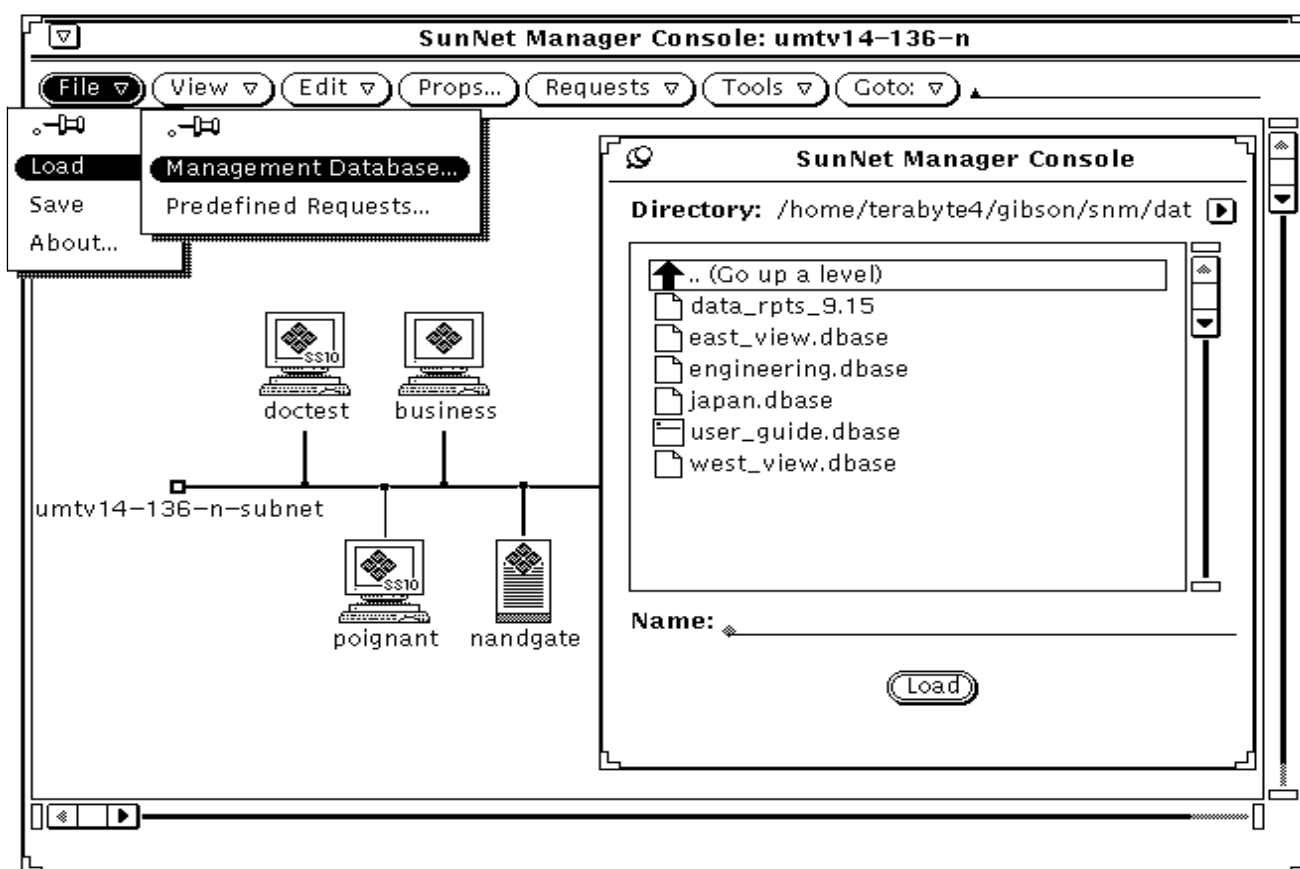 SunNet Manager Console: umtv14-136-n
File View Edit Props... Requests Tools Goto:
Load
Save
About...
Management Database...
Predefined Requests...
SunNet Manager Console
Directory: /home/terabyte4/gibson/snm/dat
.. (Go up a level)
data_rpts_9.15
east_view.dbase
engineering.dbase
japan.dbase
user_guide.dbase
west_view.dbase
Name:
Load
SS10
doctest business
umtv14-136-n-subnet
SS10
poignant nandgate